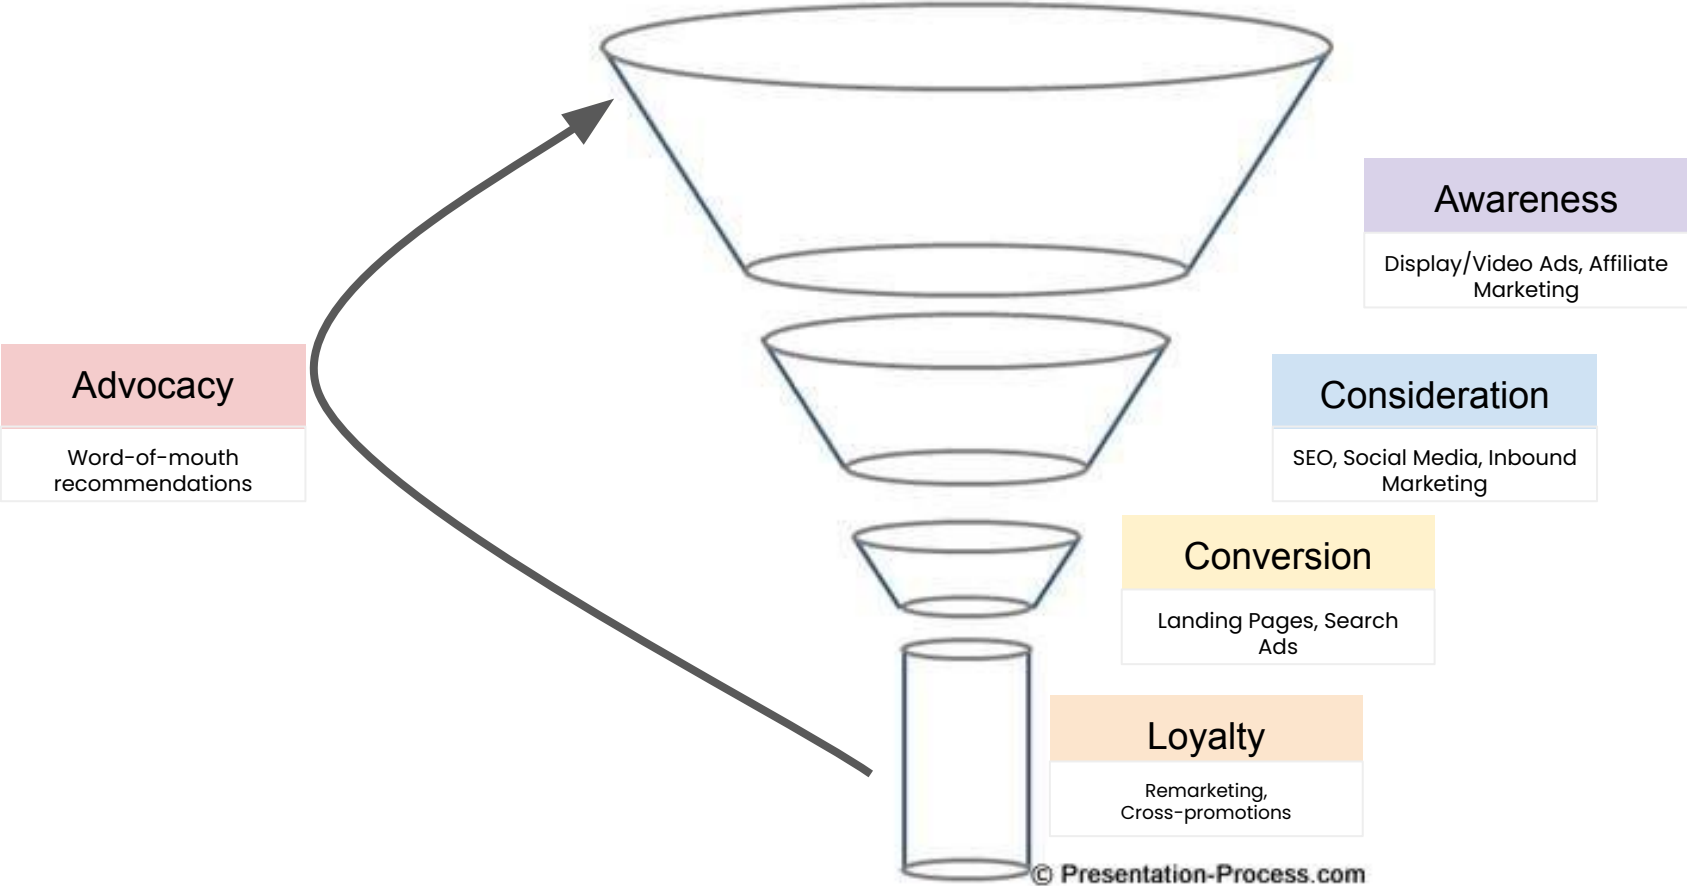 Awareness
Display/Video Ads, Affiliate
Marketing
Advocacy
Word-of-mouth
recommendations
Consideration
SEO, Social Media, Inbound
Marketing
Conversion
Landing Pages, Search
Ads
Loyalty
Remarketing,
Cross-promotions
© Presentation-Process.com